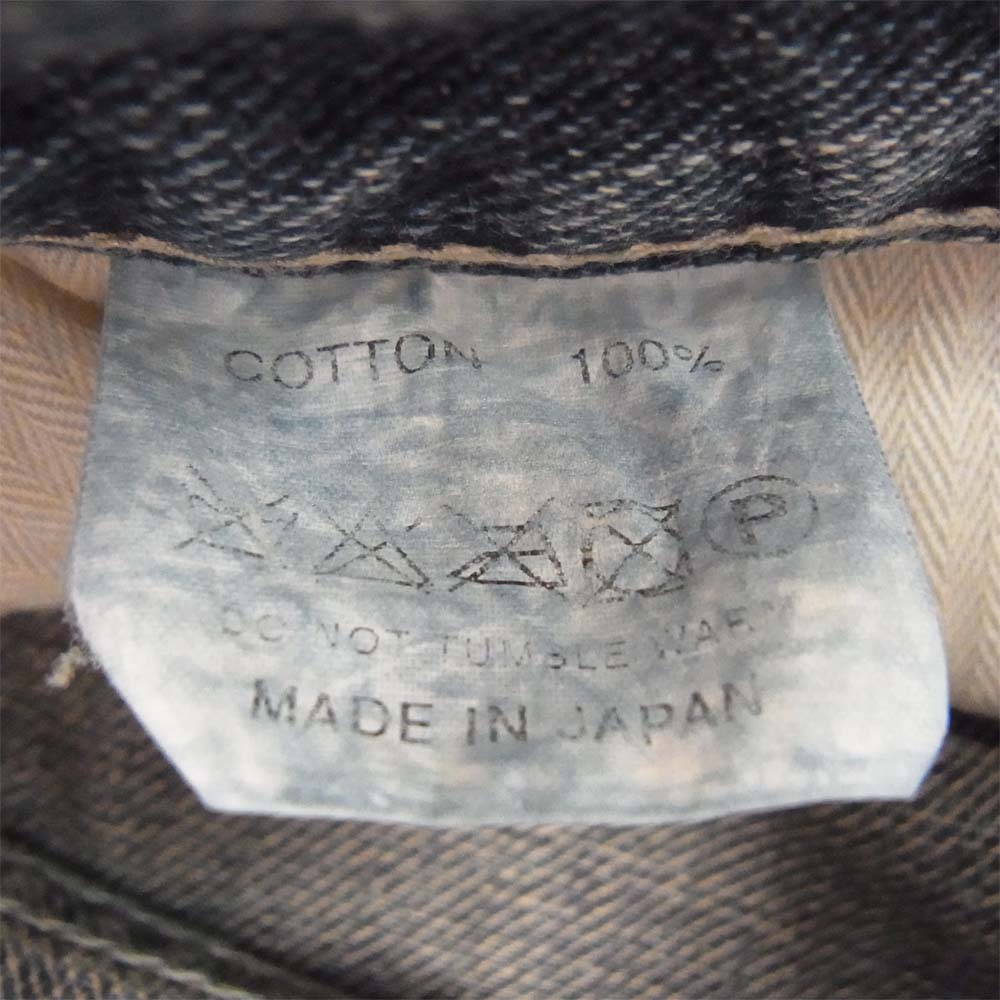 COTTON 100%
P
DO NOT TUMBLE WARM
MADE IN JAPAN